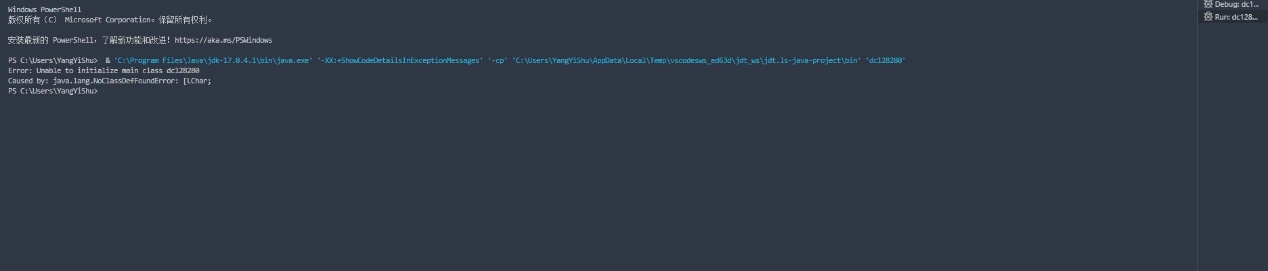 Windows PowerShell
版权所有 (C) Microsoft Corporation。保留所有权利。
安装最新的 PowerShell，了解新功能和改进！https://aka.ms/PSWindows
PS C:\Users\YangYiShu>  & 'C:\Program Files\Java\jdk-17.0.4.1\bin\java.exe' '-XX:+ShowCodeDetailsInExceptionMessages' '-cp' 'C:\Users\YangYiShu\AppData\Local\Temp\vscodesws_ed63d\jdt_ws\jdt.ls-java-project\bin' 'dc128280'
Error: Unable to initialize main class dc128280
Caused by: java.lang.NoClassDefFoundError: [LChar;
PS C:\Users\YangYiShu>
Debug: dc1...
Run: dc128...